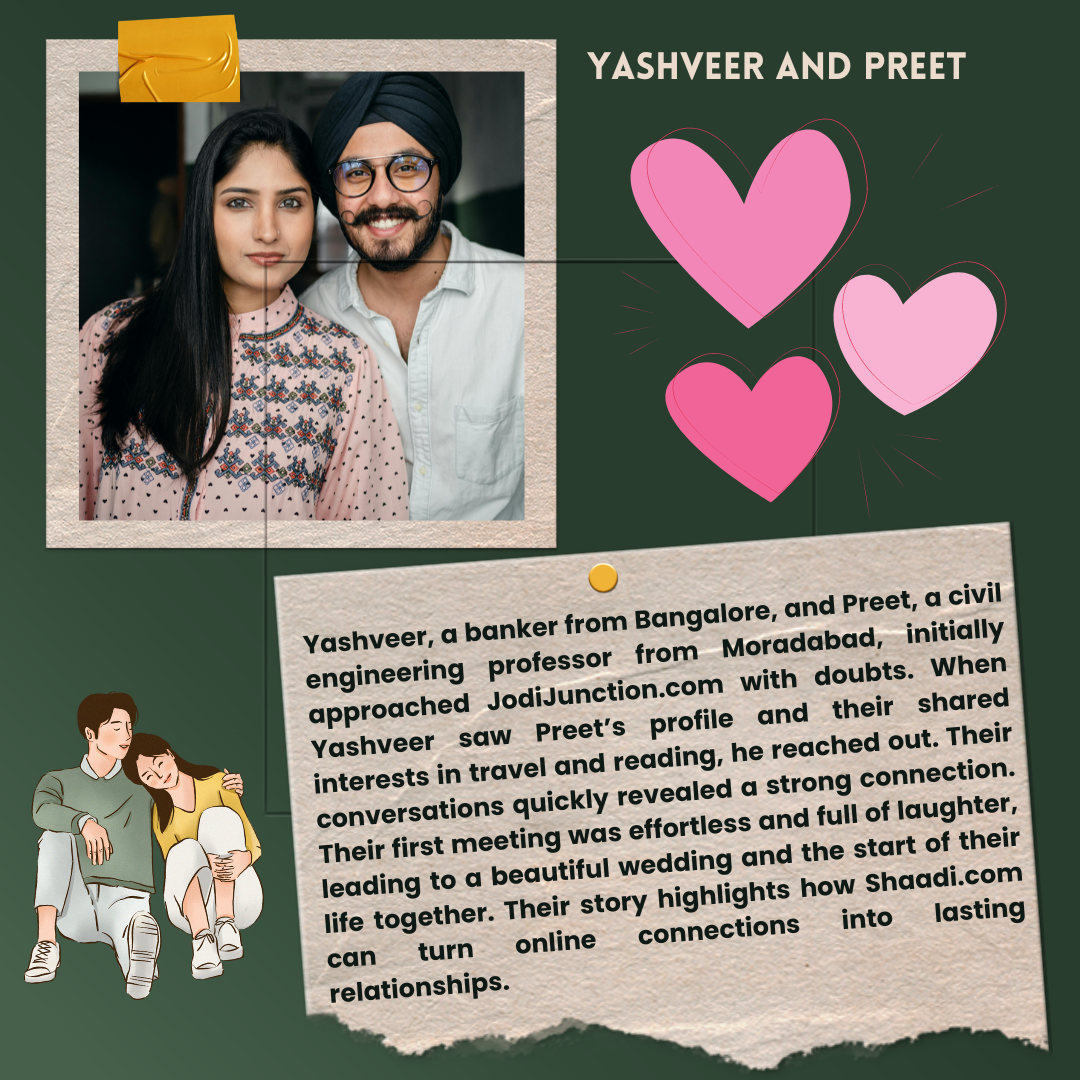 YASHVEER AND PREET
Yashveer, a banker from Bangalore, and Preet, a civil
engineering professor from Moradabad, initially
approached JodiJunction.com with doubts. When
Yashveer saw Preet’s profile and their shared
interests in travel and reading, he reached out. Their
conversations quickly revealed a strong connection.
Their first meeting was effortless and full of laughter,
leading to a beautiful wedding and the start of their
life together. Their story highlights how Shaadi.com
can turn online connections into lasting
relationships.